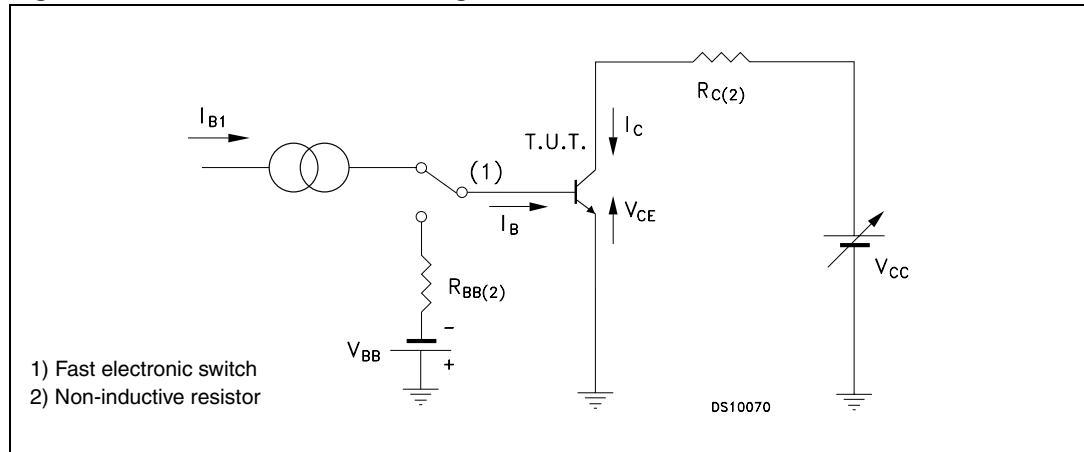 I_B1
R_C(2)
I_C
T.U.T.
(1)
I_B
V_CE
V_CC
R_BB(2)
-
V_BB
+
1) Fast electronic switch
2) Non-inductive resistor
DS10070